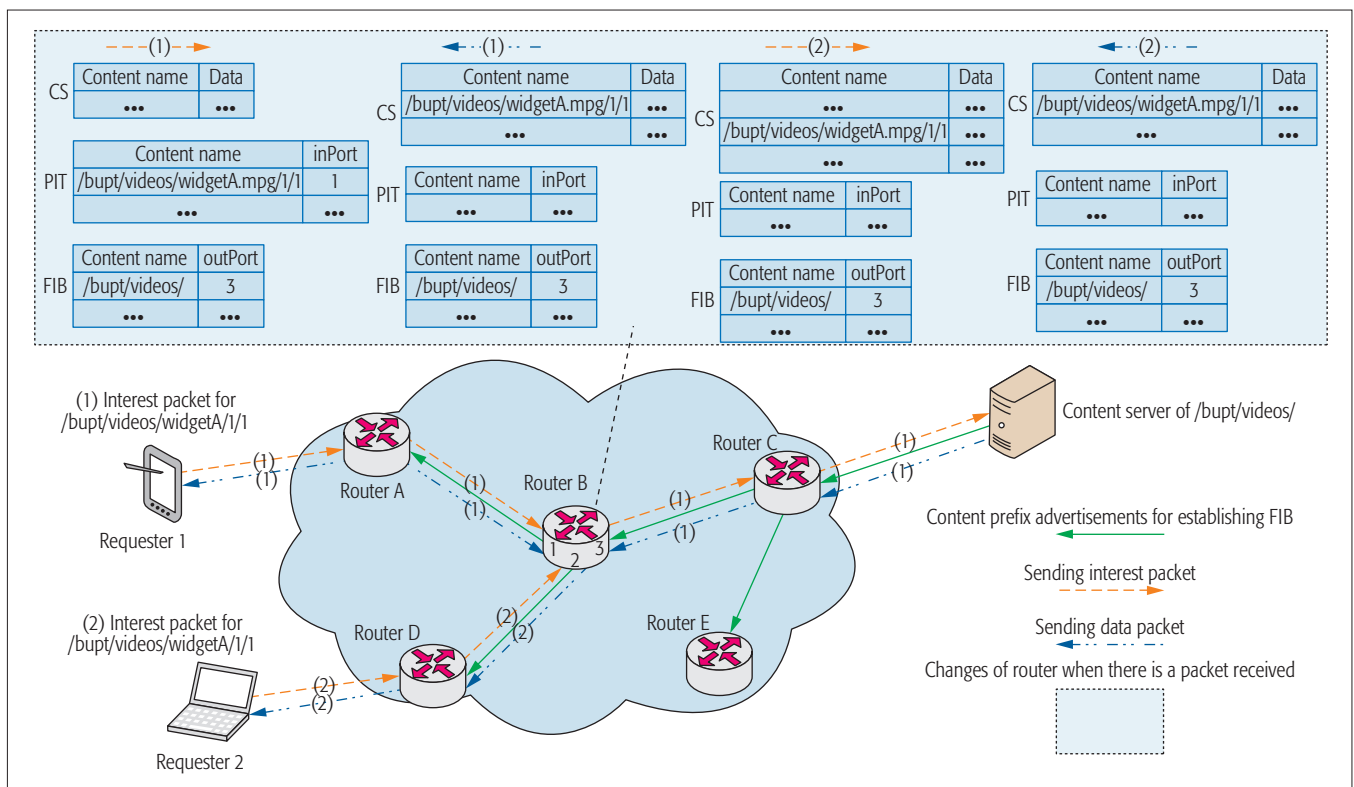 (1) (1) (2) (2)
CS
Content name Data
••• •••
PIT
Content name inPort
/bupt/videos/widgetA.mpg/1/1 1
••• •••
FIB
Content name outPort
/bupt/videos/ 3
••• •••
CS
Content name Data
/bupt/videos/widgetA.mpg/1/1 •••
••• •••
PIT
Content name inPort
••• •••
FIB
Content name outPort
/bupt/videos/ 3
••• •••
CS
Content name Data
••• •••
/bupt/videos/widgetA.mpg/1/1 •••
••• •••
PIT
Content name inPort
••• •••
FIB
Content name outPort
/bupt/videos/ 3
••• •••
CS
Content name Data
/bupt/videos/widgetA.mpg/1/1 •••
••• •••
PIT
Content name inPort
••• •••
FIB
Content name outPort
/bupt/videos/ 3
••• •••
(1) Interest packet for
/bupt/videos/widgetA/1/1
(1)
(1)
Requester 1
Router A
(1)
(1)
Router B
1 2 3
(1)
(1)
Router C
(1)
(1)
Content server of /bupt/videos/
(2) Interest packet for
/bupt/videos/widgetA/1/1
(2)
(2)
Requester 2
Router D
(2)
(2)
Router E
Content prefix advertisements for establishing FIB
Sending interest packet
Sending data packet
Changes of router when there is a packet received